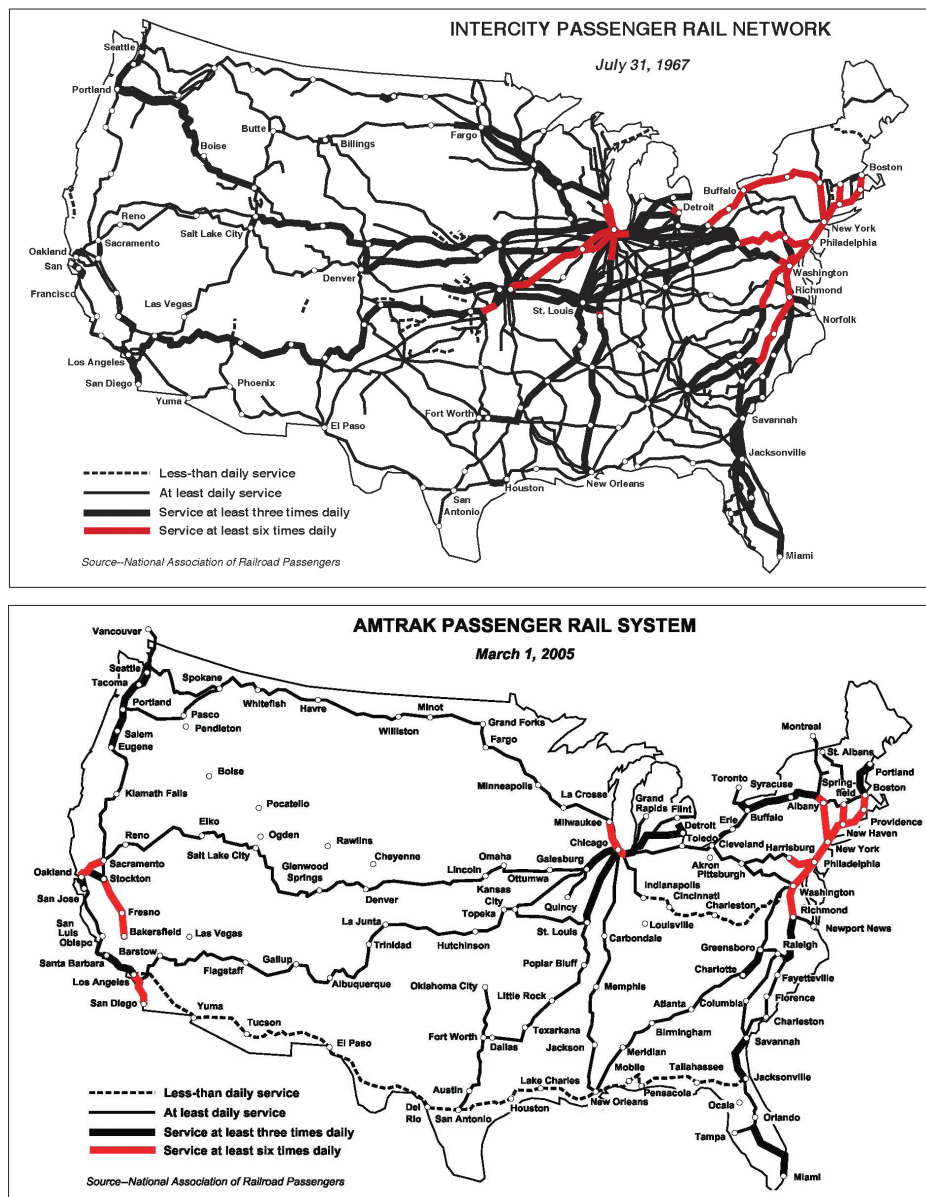 INTERCITY PASSENGER RAIL NETWORK
July 31, 1967
Seattle
Portland
Butte
Billings
Fargo
Boise
Boston
Buffalo
Detroit
Reno
Salt Lake City
New York
Oakland
Sacramento
Philadelphia
San
Francisco
Denver
Washington
Las Vegas
Richmond
St. Louis
Norfolk
Los Angeles
San Diego
Phoenix
Yuma
Fort Worth
Savannah
El Paso
Jacksonville
Houston
New Orleans
San
Antonio
Miami
Less-than daily service
At least daily service
Service at least three times daily
Service at least six times daily
Source--National Association of Railroad Passengers
AMTRAK PASSENGER RAIL SYSTEM
March 1, 2005
Vancouver
Seattle
Tacoma
Spokane
Whitefish
Havre
Minot
Williston
Grand Forks
Portland
Pasco
Pendleton
Fargo
Salem
Eugene
Montreal
St. Albans
Boise
Minneapolis
Toronto
Syracuse
Spring-
field
Portland
Klamath Falls
Pocatello
La Crosse
Grand
Rapids
Flint
Albany
Boston
Milwaukee
Detroit
Erie
Buffalo
Providence
Reno
Elko
Ogden
Rawlins
Chicago
Toledo
Cleveland
New Haven
Sacramento
Salt Lake City
Cheyenne
Omaha
Galesburg
Akron
Harrisburg
New York
Oakland
Stockton
Glenwood
Springs
Lincoln
Ottumwa
Pittsburgh
Philadelphia
San Jose
Denver
Kansas
City
Quincy
Indianapolis
Cincinnati
Charleston
Washington
Fresno
La Junta
Topeka
Louisville
Richmond
San
Luis
Obispo
Bakersfield
Las Vegas
Hutchinson
St. Louis
Carbondale
Newport News
Barstow
Trinidad
Greensboro
Raleigh
Santa Barbara
Gallup
Flagstaff
Poplar Bluff
Charlotte
Fayetteville
Los Angeles
Albuquerque
Oklahoma City
Memphis
Atlanta
Columbia
Florence
San Diego
Yuma
Little Rock
Charleston
Tucson
Birmingham
Fort Worth
Dallas
Texarkana
Jackson
Meridian
Savannah
El Paso
Mobile
Tallahassee
Austin
Lake Charles
Pensacola
Jacksonville
Del
Rio
San Antonio
Houston
New Orleans
Ocala
Orlando
Tampa
Miami
Less-than daily service
At least daily service
Service at least three times daily
Service at least six times daily
Source--National Association of Railroad Passengers